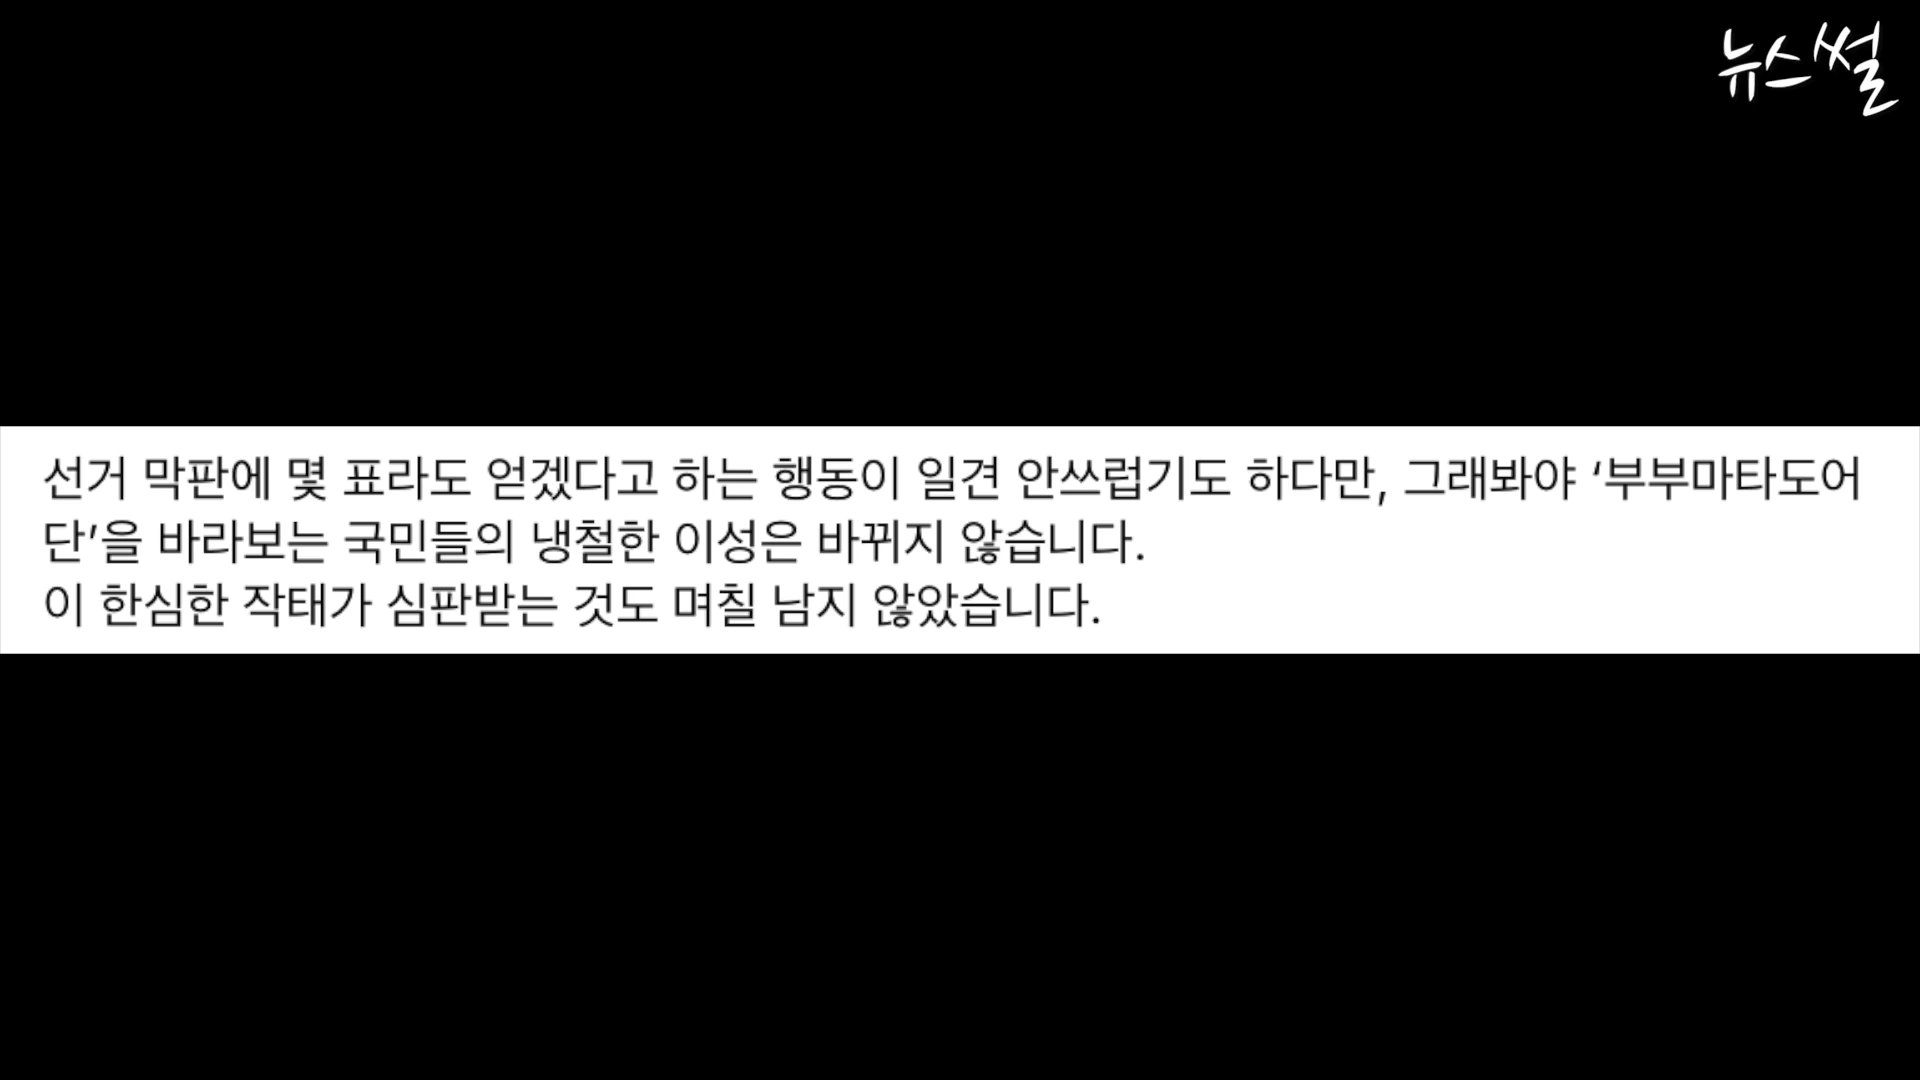 뉴스썰
선거 막판에 몇 표라도 얻겠다고 하는 행동이 일견 안쓰럽기도 하다만, 그래봐야 ‘부부마타도어
단’을 바라보는 국민들의 냉철한 이성은 바뀌지 않습니다.
이 한심한 작태가 심판받는 것도 며칠 남지 않았습니다.